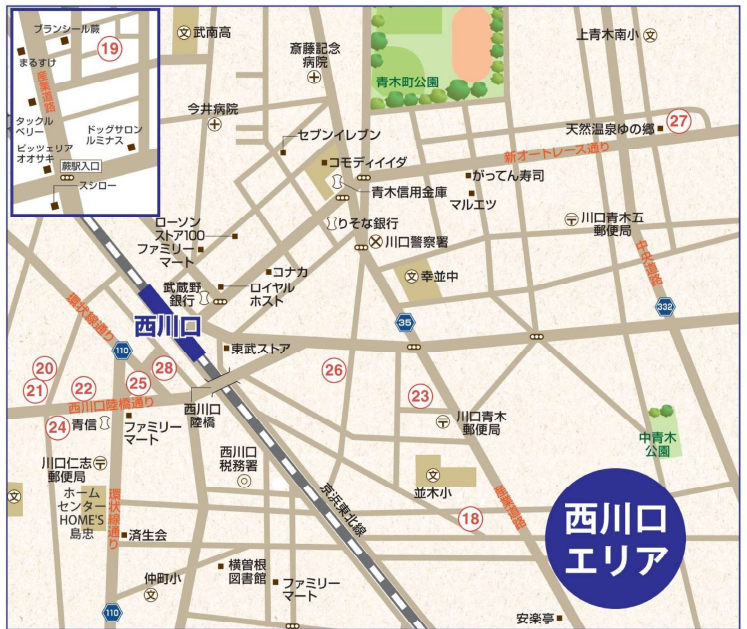 ブランシール蕨
19
まるすけ
産業道路
タックル
ベリー
ドッグサロン
ルミナス
ピッツェリア
オオサキ
蕨駅入口
スシロー
武南高
斎藤記念
病院
今井病院
セブンイレブン
コモディイイダ
青木信用金庫
りそな銀行
川口警察署
青木町公園
上青木南小
27
天然温泉ゆの郷
新オートレース通り
がってん寿司
マルエツ
川口青木五
郵便局
中央道路
332
ローソン
ストア100
ファミリー
マート
コナカ
武蔵野
銀行
ロイヤル
ホスト
幸並中
35
環状線通り
西川口
110
東武ストア
20
21
22
25
28
26
23
西川口陸橋通り
24
青信
ファミリー
マート
西川口
陸橋
川口青木
郵便局
中青木
公園
川口仁志
郵便局
西川口
税務署
並木小
京浜東北線
産業道路
18
ホーム
センター
HOME'S
島忠
環状線通り
済生会
仲町小
110
横曽根
図書館
ファミリー
マート
安楽亭
西川口
エリア